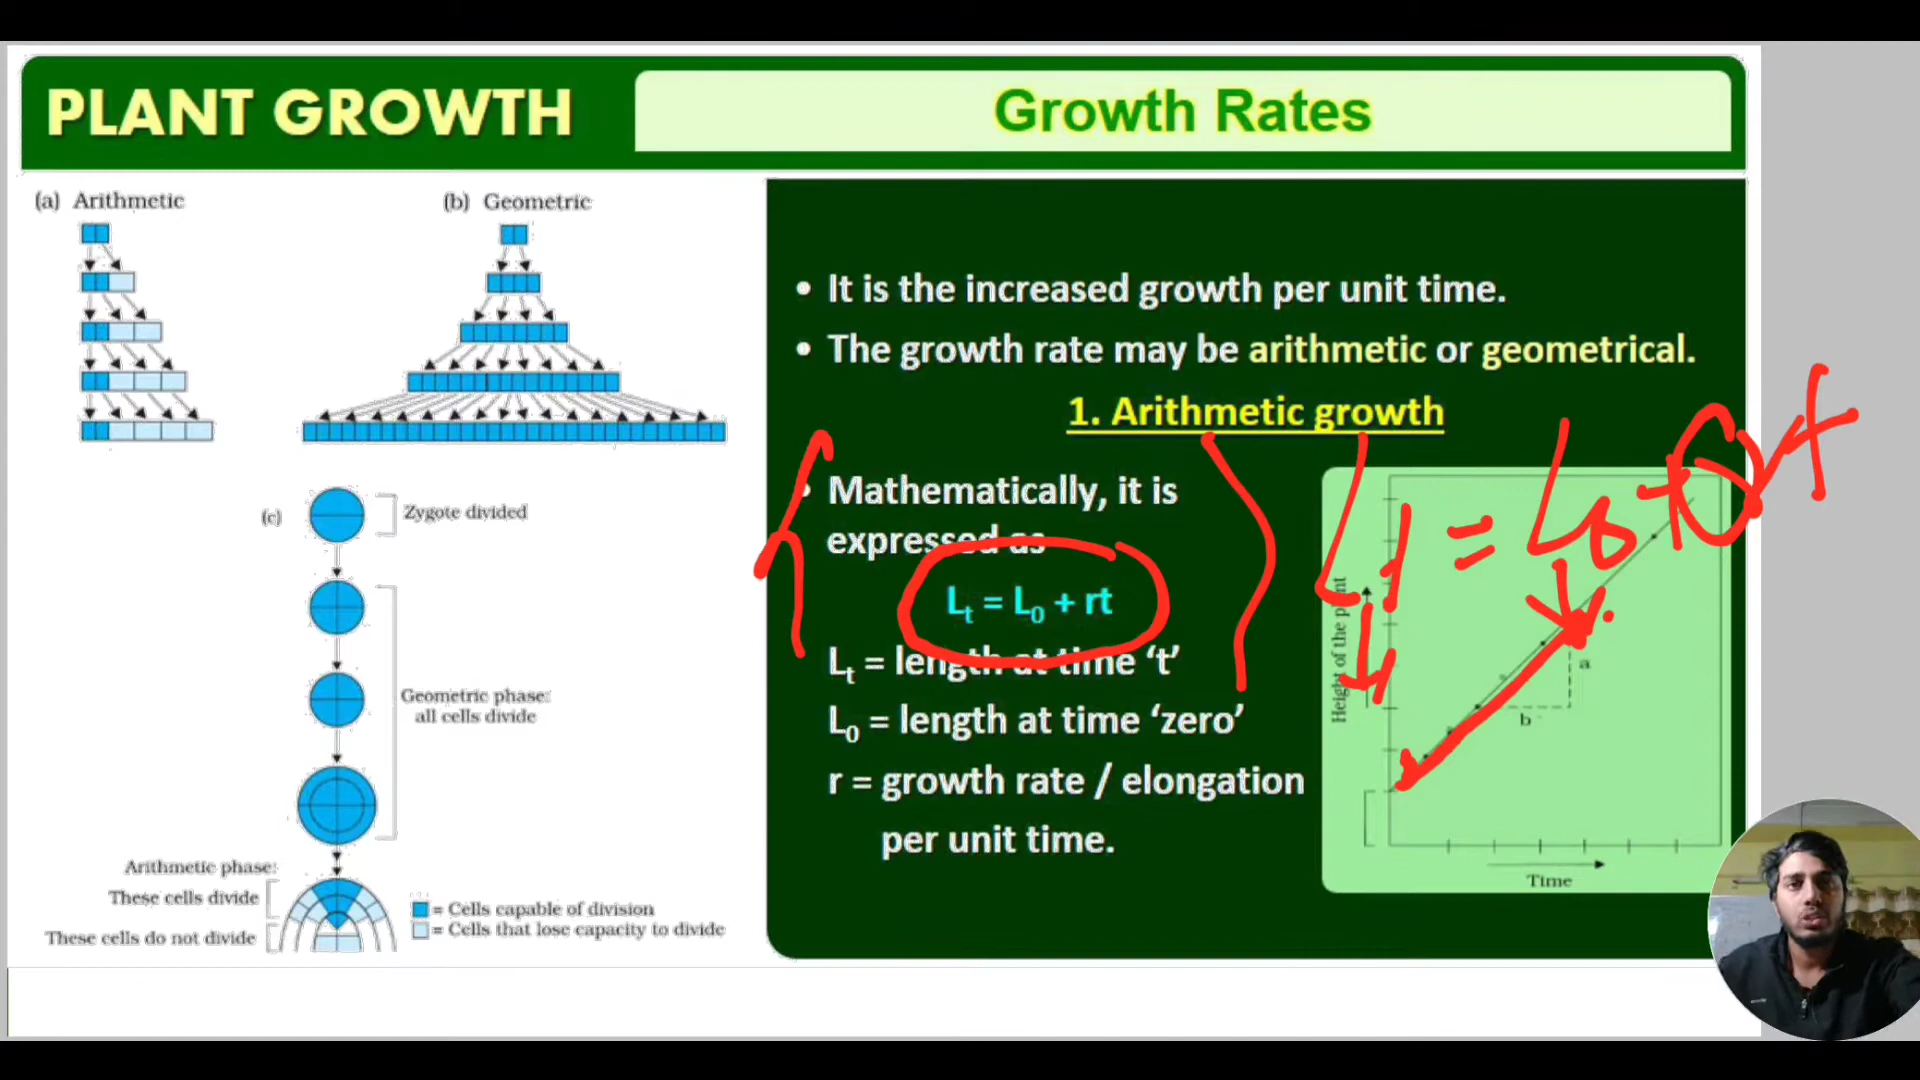 PLANT GROWTH
Growth Rates
(a) Arithmetic
(b) Geometric
(c)
Zygote divided
Geometric phase:
all cells divide
Arithmetic phase:
These cells divide
These cells do not divide
= Cells capable of division
= Cells that lose capacity to divide
• It is the increased growth per unit time.
• The growth rate may be arithmetic or geometrical.
1. Arithmetic growth
• Mathematically, it is
expressed as
Lt = L0 + rt
Lt = length at time ‘t’
L0 = length at time ‘zero’
r = growth rate / elongation
per unit time.
Height of the plant
a
b
Time